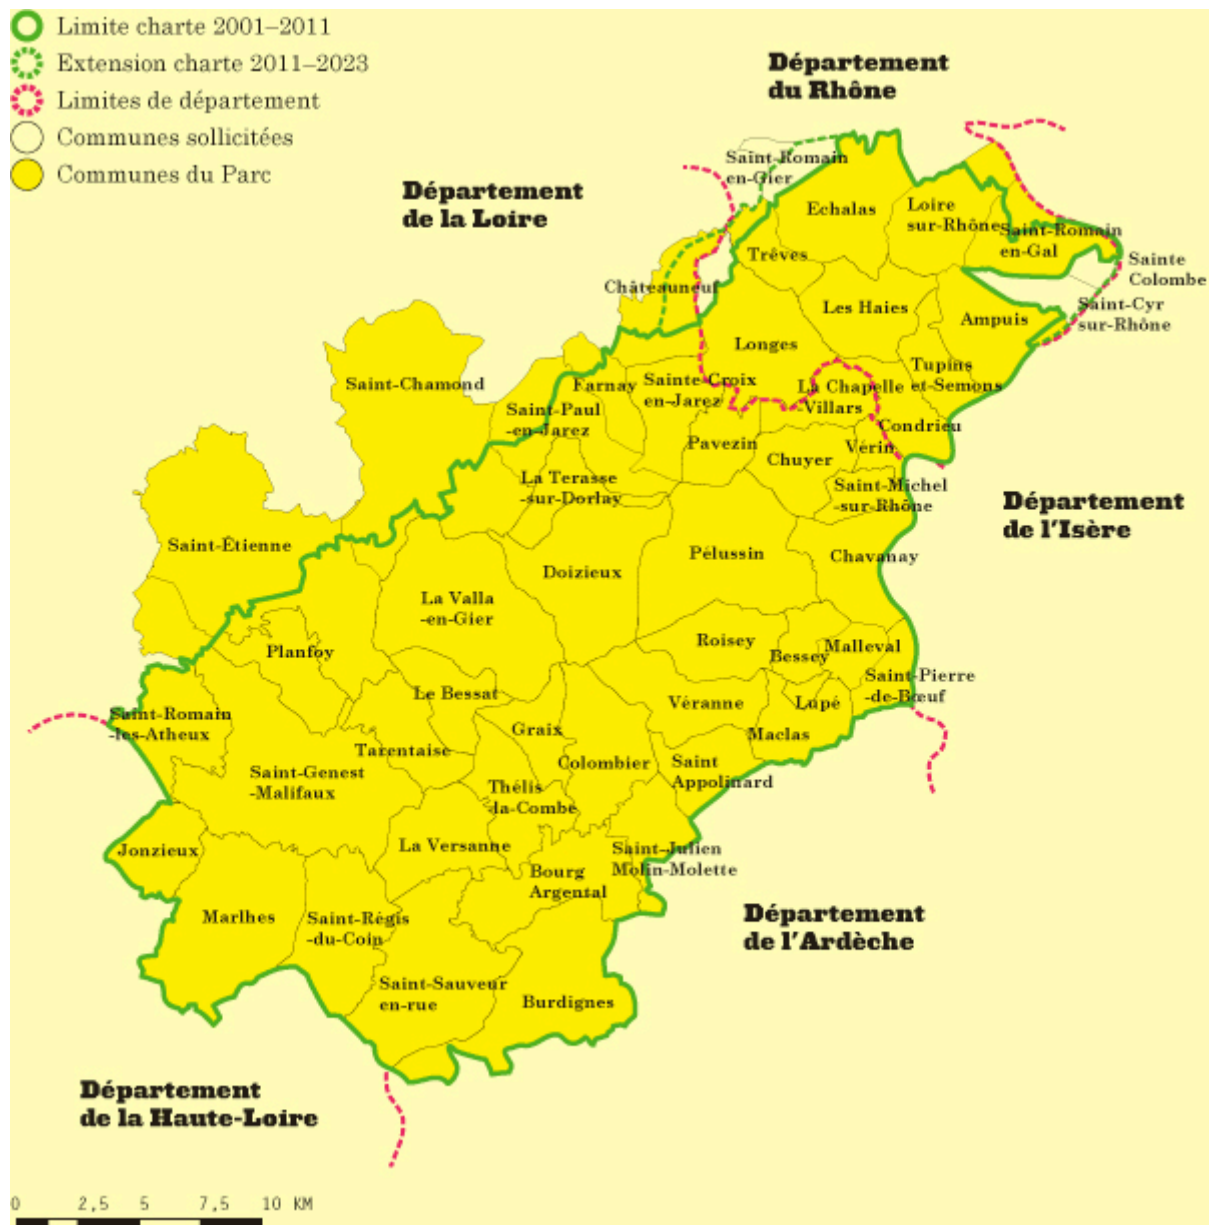 Limite charte 2001–2011
Extension charte 2011–2023
Limites de département
Communes sollicitées
Communes du Parc
Département
du Rhône
Département
de la Loire
Saint-Romain
en-Gier
Echalas
Loire
sur-Rhône
Saint-Romain
en-Gal
Sainte
Colombe
Saint-Cyr
sur-Rhône
Trêves
Châteauneuf
Les Haies
Ampuis
Longes
Tupins
et-Semons
Saint-Chamond
Farnay
Sainte-Croix
en-Jarez
La Chapelle
-Villars
Saint-Paul
en-Jarez
Condrieu
Pavezin
Vérin
Chuyer
La Terasse
-sur-Dorlay
Saint-Michel
-sur-Rhône
Département
de l'Isère
Saint-Étienne
Pélussin
Chavanay
Doizieux
La Valla
-en-Gier
Planfoy
Roisey
Bessey
Malleval
Saint-Pierre
-de-Bœuf
Le Bessat
Véranne
Lupé
Saint-Romain
-les-Atheux
Graix
Maclas
Tarentaise
Colombier
Saint
Appolinard
Saint-Genest
-Malifaux
Thélis
-la-Combe
Jonzieux
La Versanne
Saint-Julien
Molin-Molette
Bourg
Argental
Marlhes
Saint-Régis
-du-Coin
Département
de l'Ardèche
Saint-Sauveur
en-rue
Burdignes
Département
de la Haute-Loire
0 2,5 5 7,5 10 KM